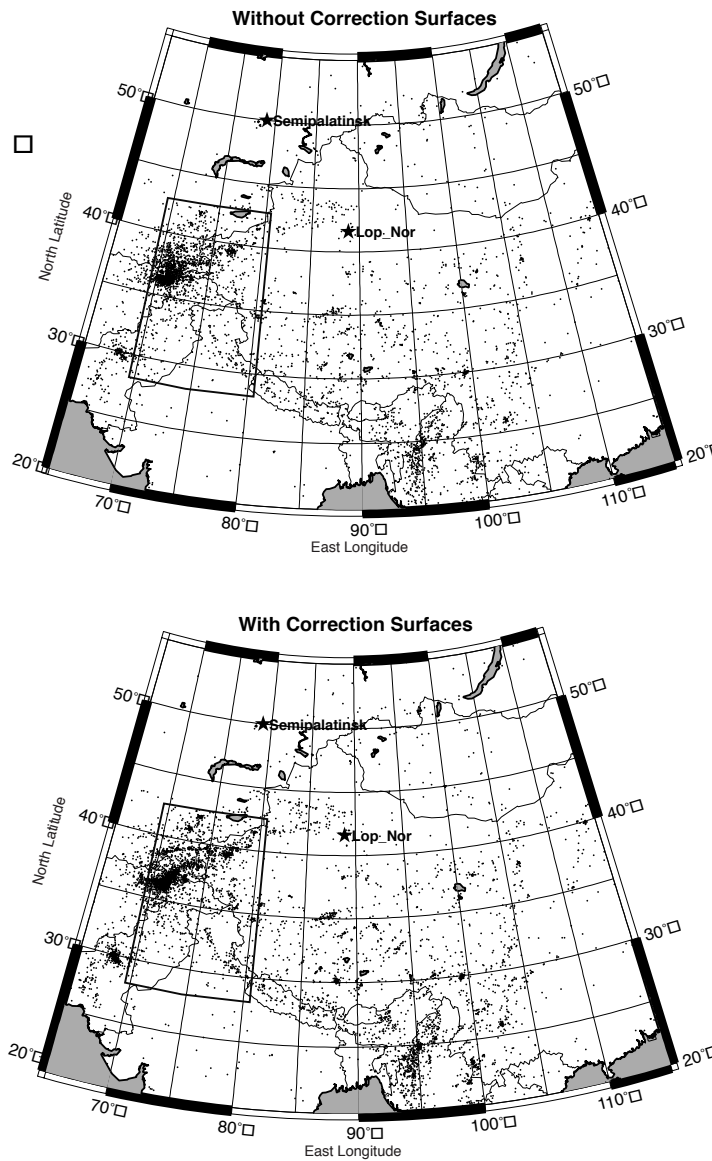 Without Correction Surfaces
50°□
50°□
★Semipalatinsk
□
40°□
40°□
★Lop_Nor
North Latitude
30°□
30°□
20°□
20°□
70°□
80°□
90°□
100°□
110°□
East Longitude
With Correction Surfaces
50°□
50°□
★Semipalatinsk
40°□
40°□
★Lop_Nor
North Latitude
30°□
30°□
20°□
20°□
70°□
80°□
90°□
100°□
110°□
East Longitude